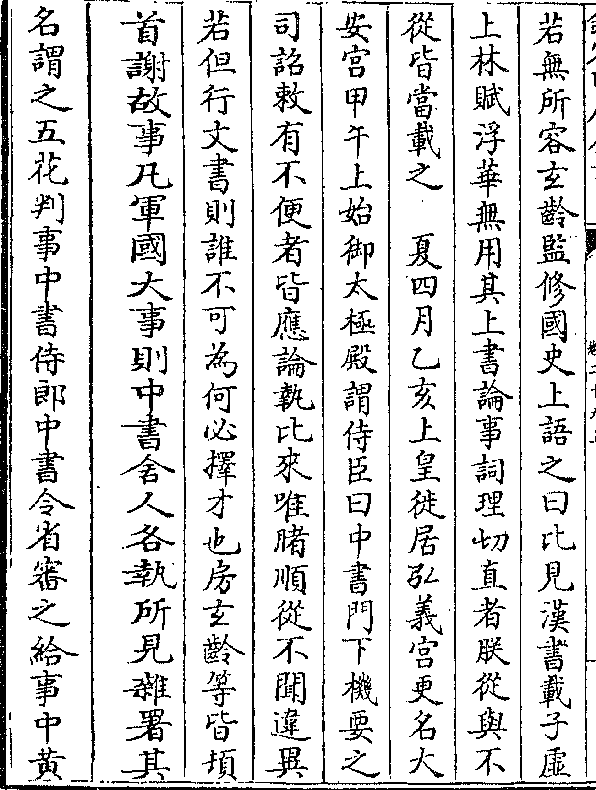 若無所容玄齡監修國史上語之曰比見漢書載子虛
上林賦浮華無用其上書論事詞理切直者朕從與不
從皆當載之　夏四月乙亥上皇徙居弘義宮更名大
安宮甲午上始御太極殿謂侍臣曰中書門下機要之
司詔敕有不便者皆應論執比來唯睹順從不聞違異
若但行文書則誰不可為何必擇才也房玄齡等皆頓
首謝故事凡軍國大事則中書舍人各執所見雜署其
名謂之五花判事中書侍郎中書令省審之給事中黃